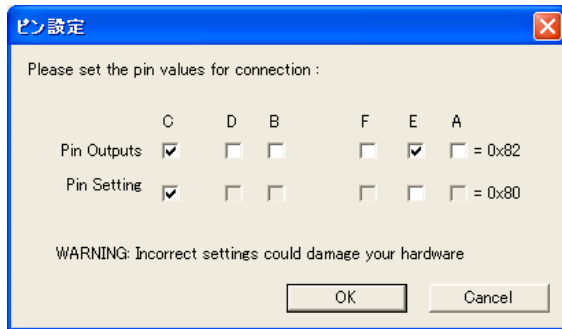 ピン設定
Please set the pin values for connection :
C D B F E A
Pin Outputs = 0x82
Pin Setting = 0x80
WARNING: Incorrect settings could damage your hardware
OK Cancel